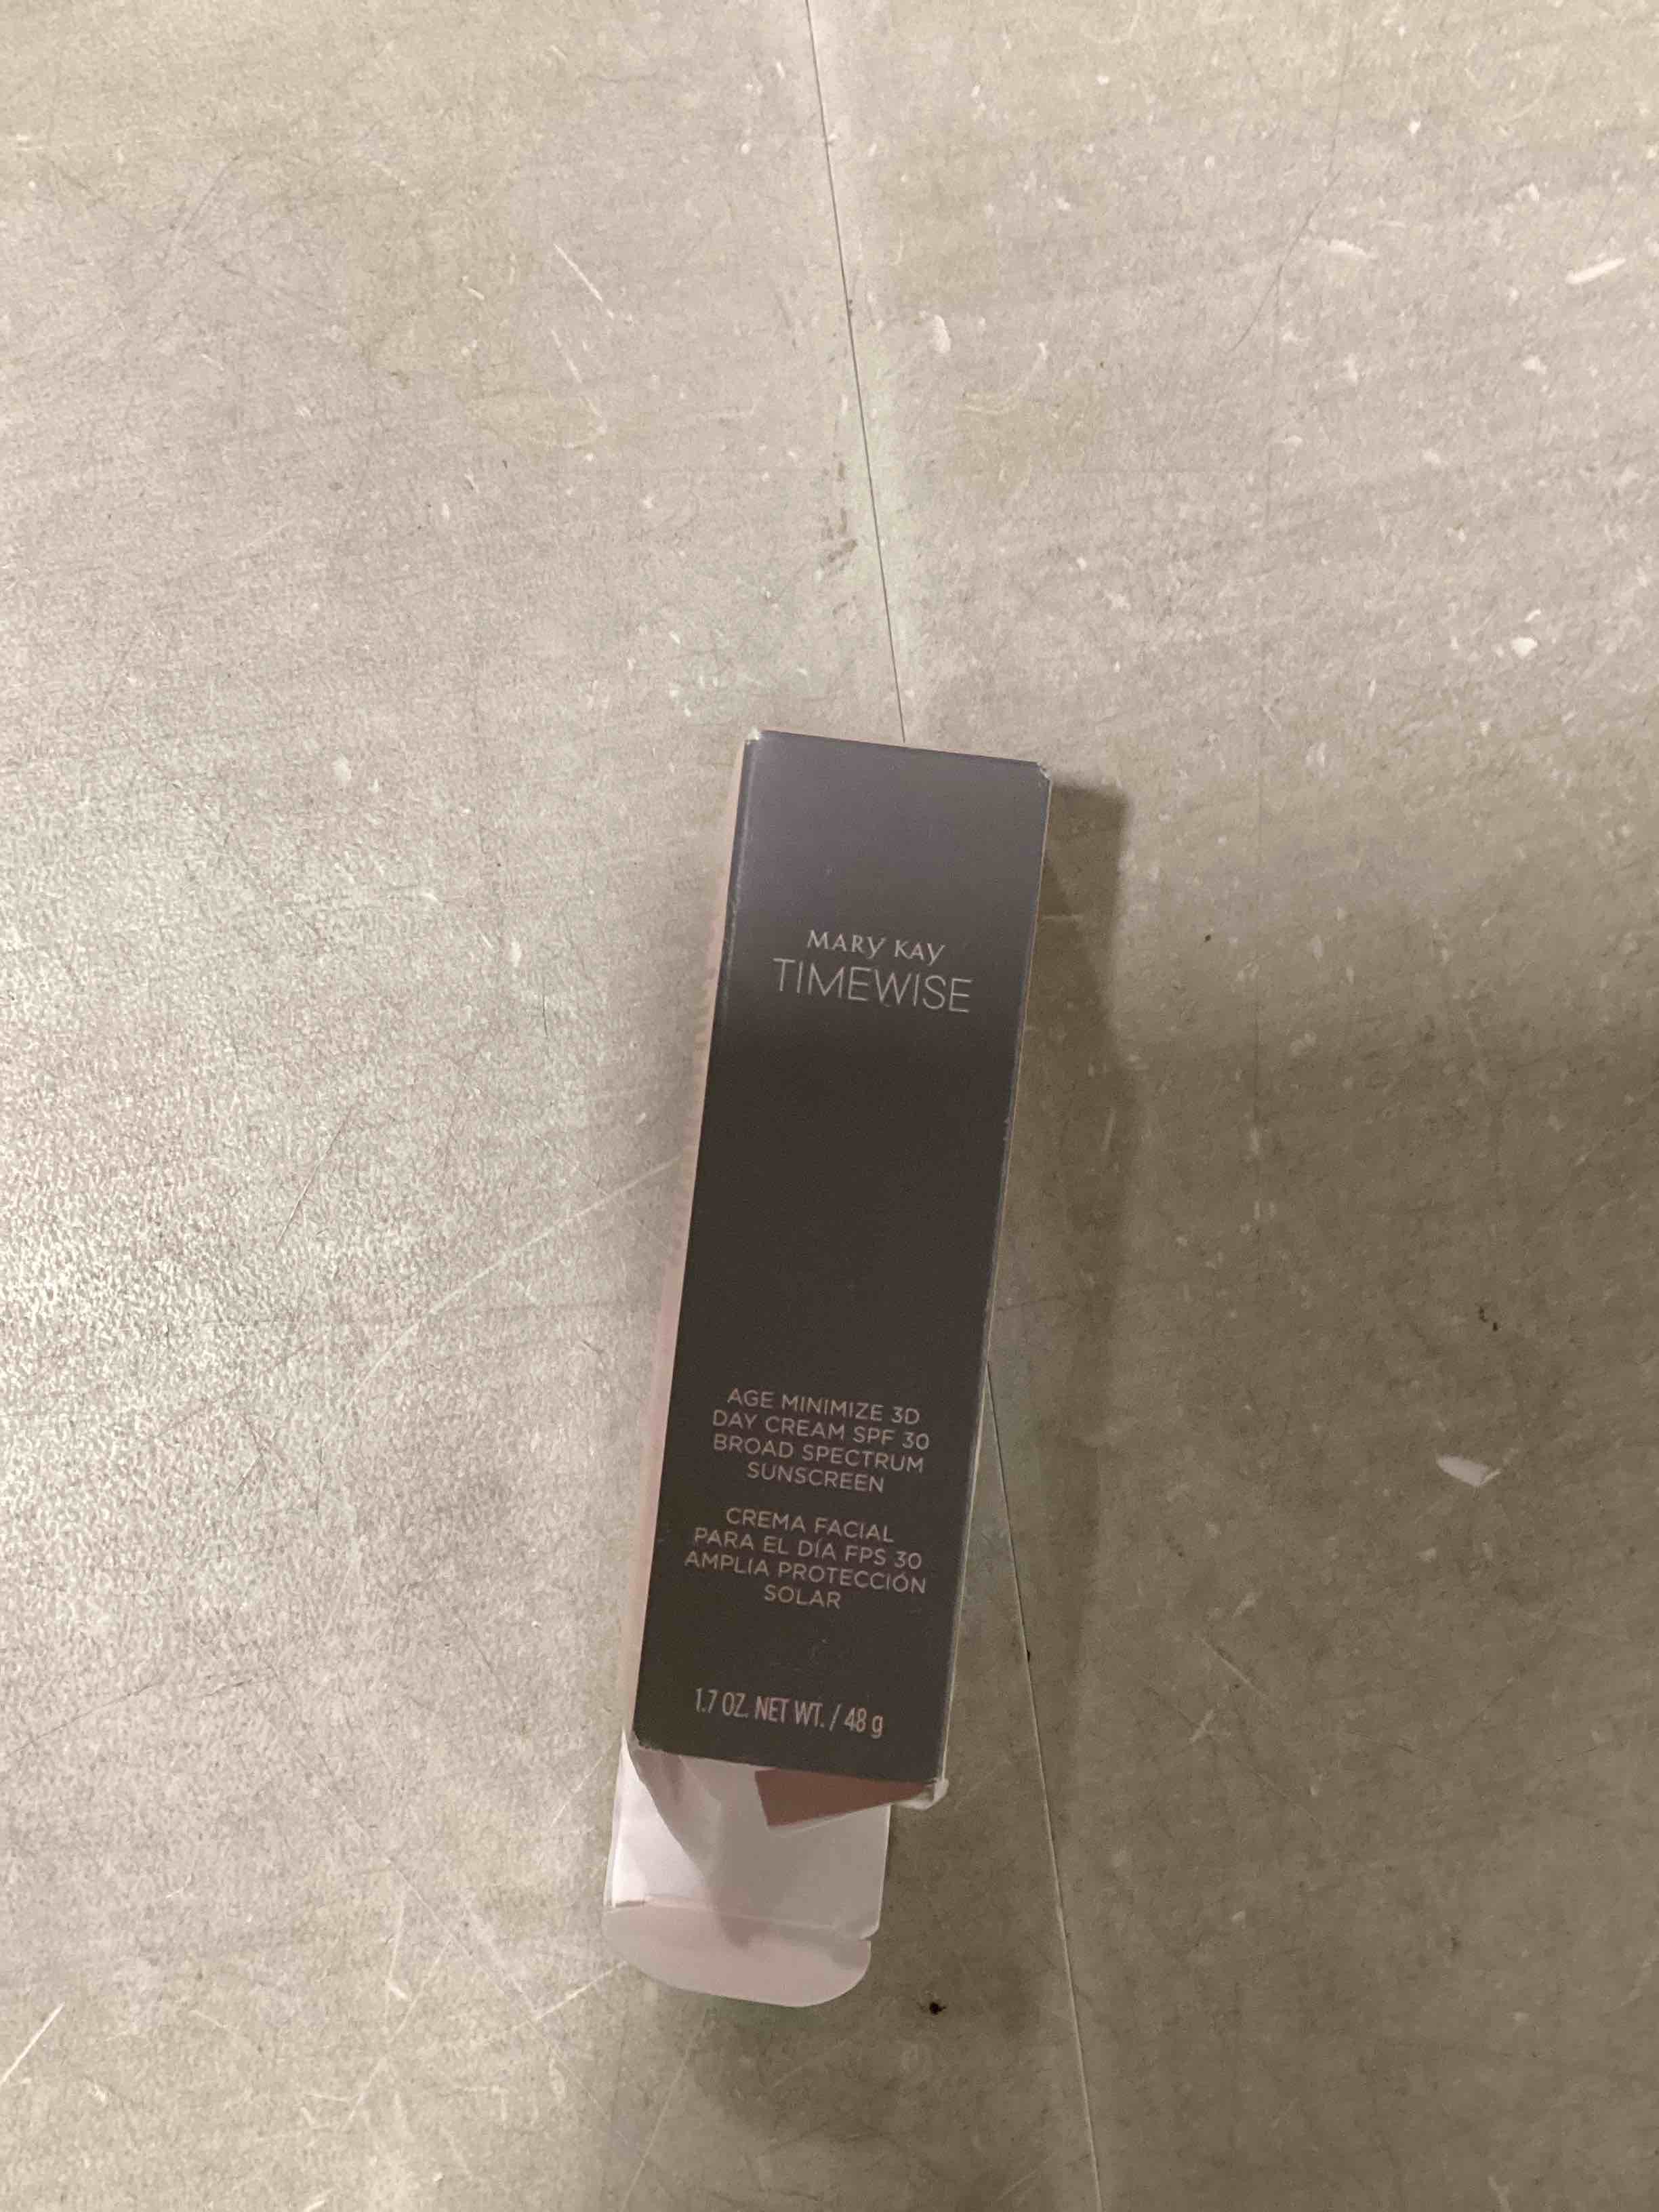 MARY KAY
TIMEWISE
AGE MINIMIZE 3D
DAY CREAM SPF 30
BROAD SPECTRUM
SUNSCREEN
CREMA FACIAL
PARA EL DÍA FPS 30
AMPLIA PROTECCIÓN
SOLAR
1.7 OZ. NET WT. / 48 g